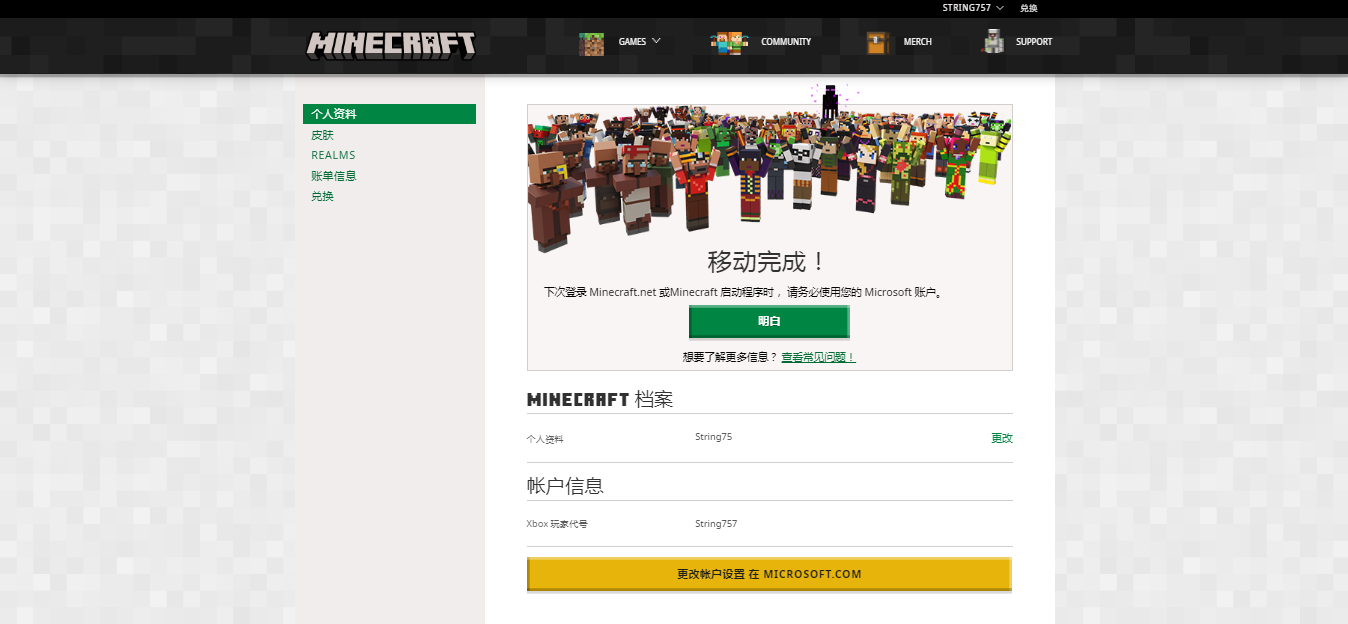 STRING757
兑换
MINECRAFT
GAMES
COMMUNITY
MERCH
SUPPORT
个人资料
皮肤
REALMS
账单信息
兑换
移动完成！
下次登录 Minecraft.net 或Minecraft 启动程序时，请务必使用您的 Microsoft 账户。
明白
想要了解更多信息？ 查看常见问题！
MINECRAFT 档案
个人资料
String75
更改
帐户信息
Xbox 玩家代号
String757
更改帐户设置 在 MICROSOFT.COM